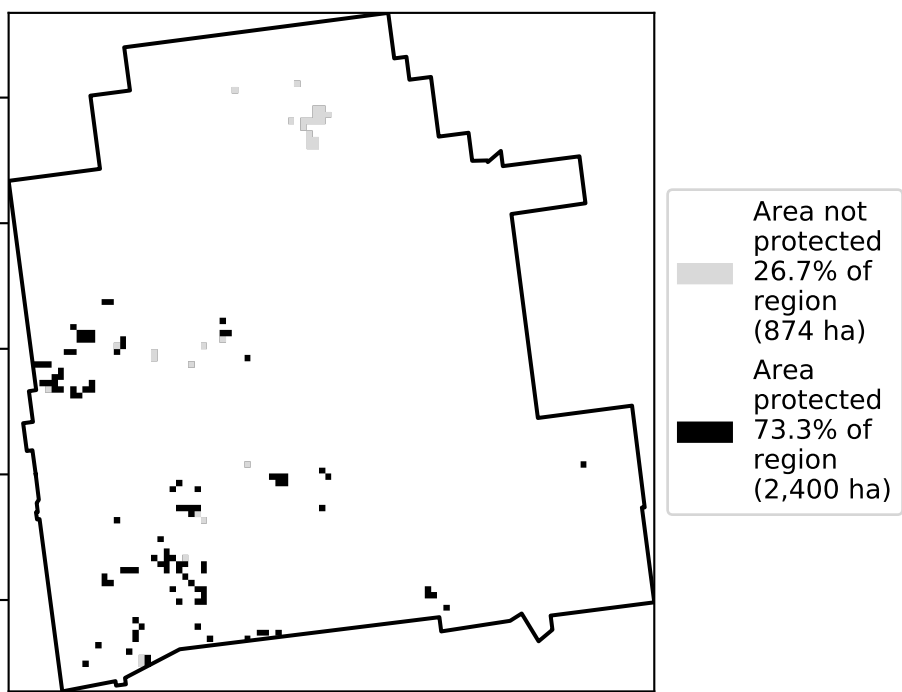 Area not
protected
26.7% of
region
(874 ha)
Area
protected
73.3% of
region
(2,400 ha)